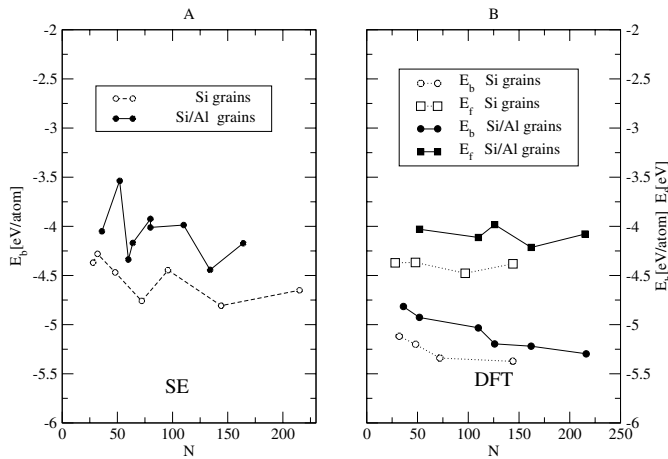 A
B
-2
-2.5
-3
-3.5
-4
-4.5
-5
-5.5
-6
E_b[eV/atom]
Si grains
Si/Al grains
SE
0
50
100
150
200
N
-2
-2.5
-3
-3.5
-4
-4.5
-5
-5.5
-6
E_b Si grains
E_f Si grains
E_b Si/Al grains
E_f Si/Al grains
DFT
0
50
100
150
200
250
N
[eV/atom] [eV]